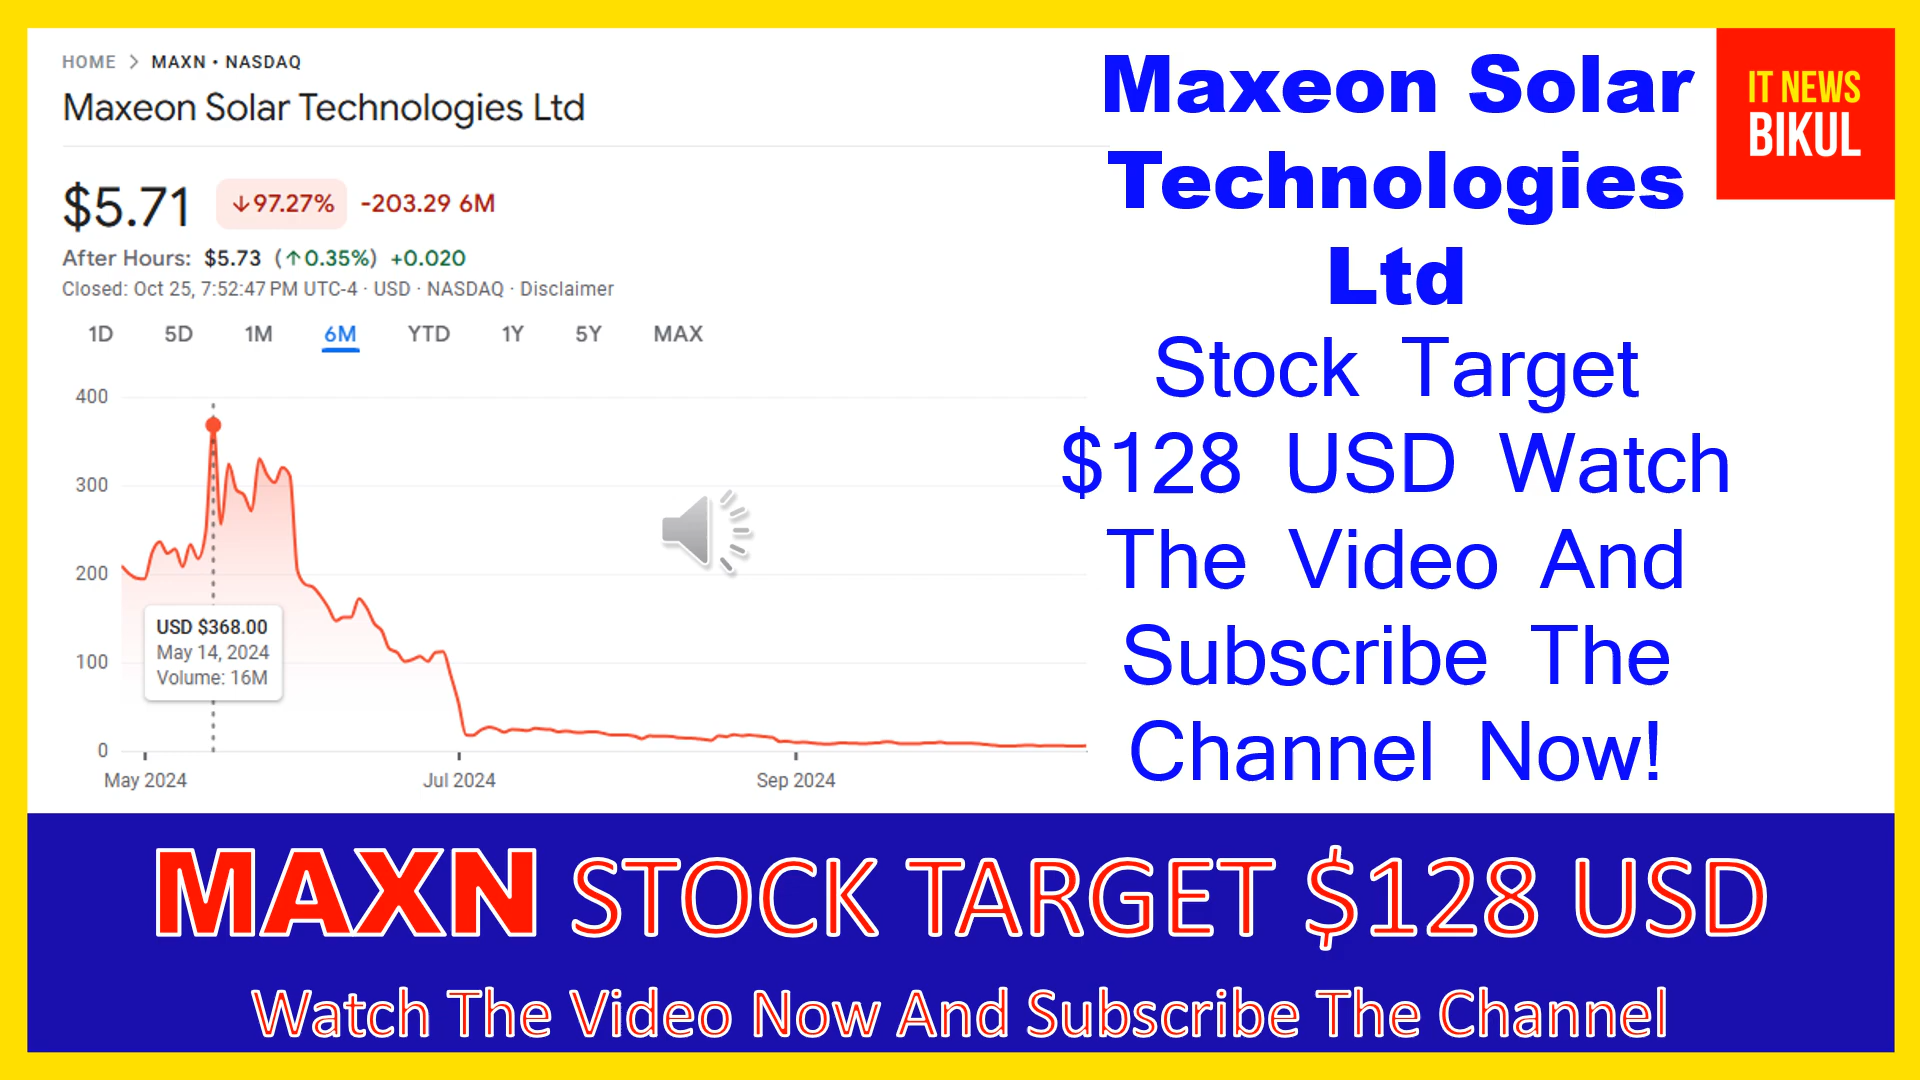 HOME > MAXN • NASDAQ
Maxeon Solar Technologies Ltd
$5.71 ↓97.27% -203.29 6M
After Hours: $5.73 (↑0.35%) +0.020
Closed: Oct 25, 7:52:47 PM UTC-4 · USD · NASDAQ · Disclaimer
1D 5D 1M 6M YTD 1Y 5Y MAX
400
300
200
100
0
USD $368.00
May 14, 2024
Volume: 16M
May 2024 Jul 2024 Sep 2024
Maxeon Solar
Technologies
Ltd
Stock Target
$128 USD Watch
The Video And
Subscribe The
Channel Now!
IT NEWS
BIKUL
MAXN STOCK TARGET $128 USD
Watch The Video Now And Subscribe The Channel